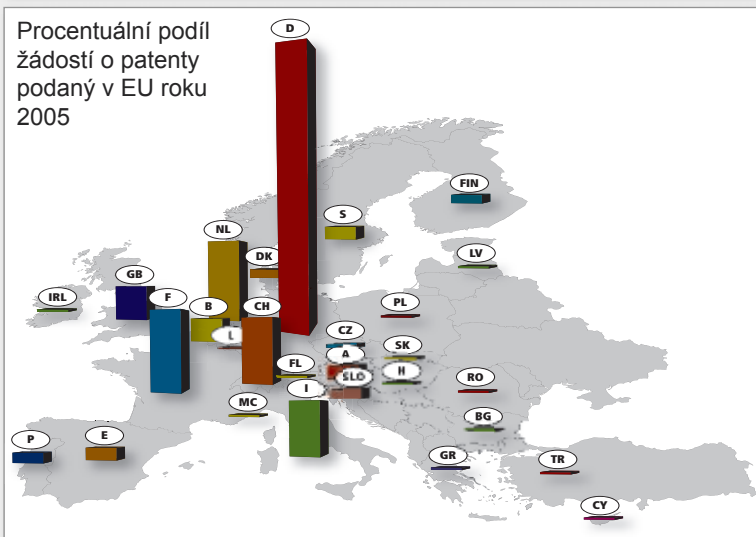 Procentuální podíl
žádostí o patenty
podaný v EU roku
2005
D
FIN
S
NL
DK
LV
GB
IRL
F
B
CH
PL
L
CZ
SK
A
FL
SLO
H
I
RO
MC
BG
P
E
GR
TR
CY